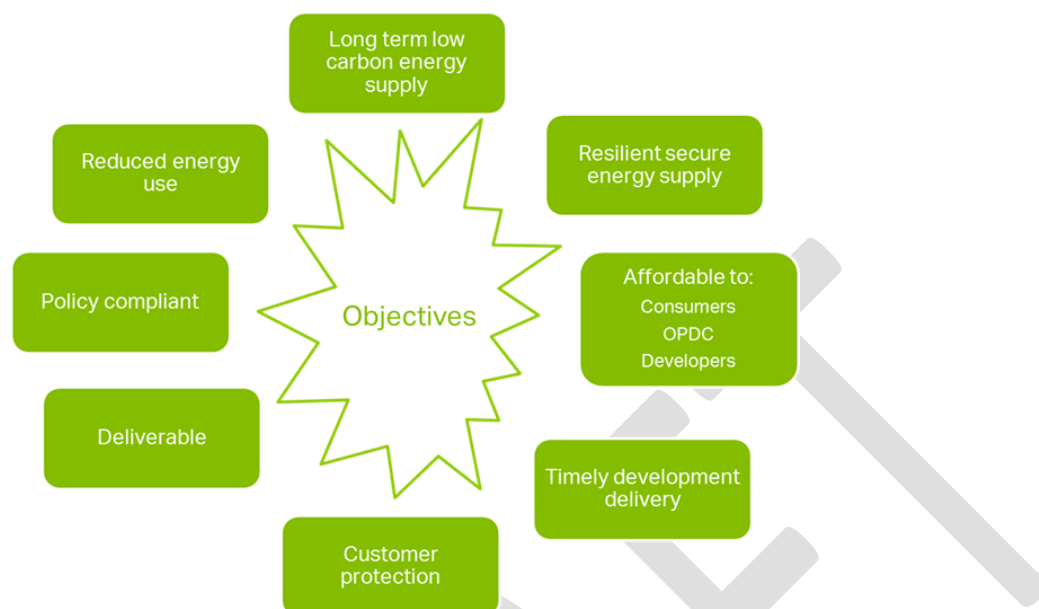 Long term low
carbon energy
supply
Reduced energy
use
Resilient secure
energy supply
Policy compliant
Objectives
Affordable to:
Consumers
OPDC
Developers
Deliverable
Timely development
delivery
Customer
protection